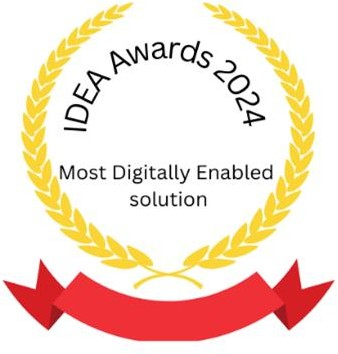 IDEA Awards 2024
Most Digitally Enabled
solution